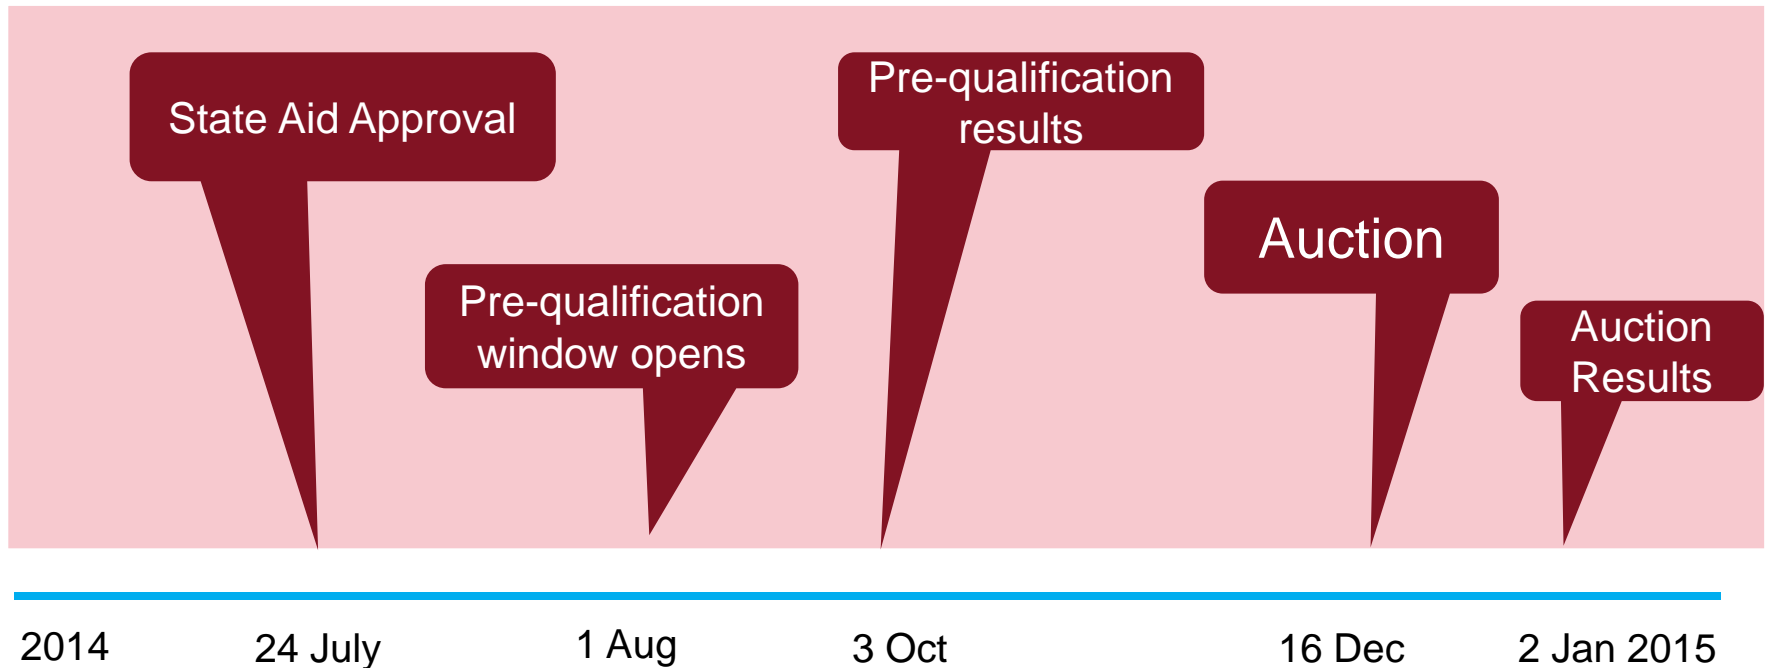 State Aid Approval
Pre-qualification
window opens
Pre-qualification
results
Auction
Auction
Results
2014
24 July
1 Aug
3 Oct
16 Dec
2 Jan 2015